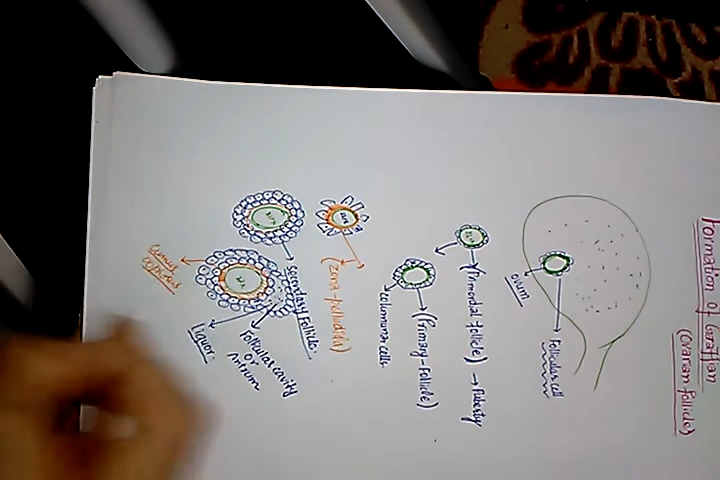 Formation of Graffian
(Ovarian follicle)
follicular cell
ovum
(Primordial-follicle) → Puberty
(Primary-follicle)
columnar cells
(Zona-pellucida)
secondary follicle.
follicular cavity
or
Antrum
liquor